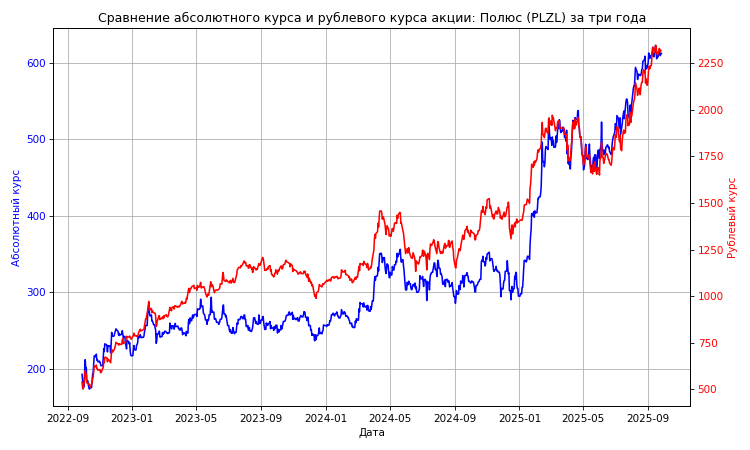 Сравнение абсолютного курса и рублевого курса акции: Полюс (PLZL) за три года
Абсолютный курс
600
500
400
300
200
2250
2000
1750
1500
1250
1000
750
500
Рублевый курс
2022-09 2023-01 2023-05 2023-09 2024-01 2024-05 2024-09 2025-01 2025-05 2025-09
Дата